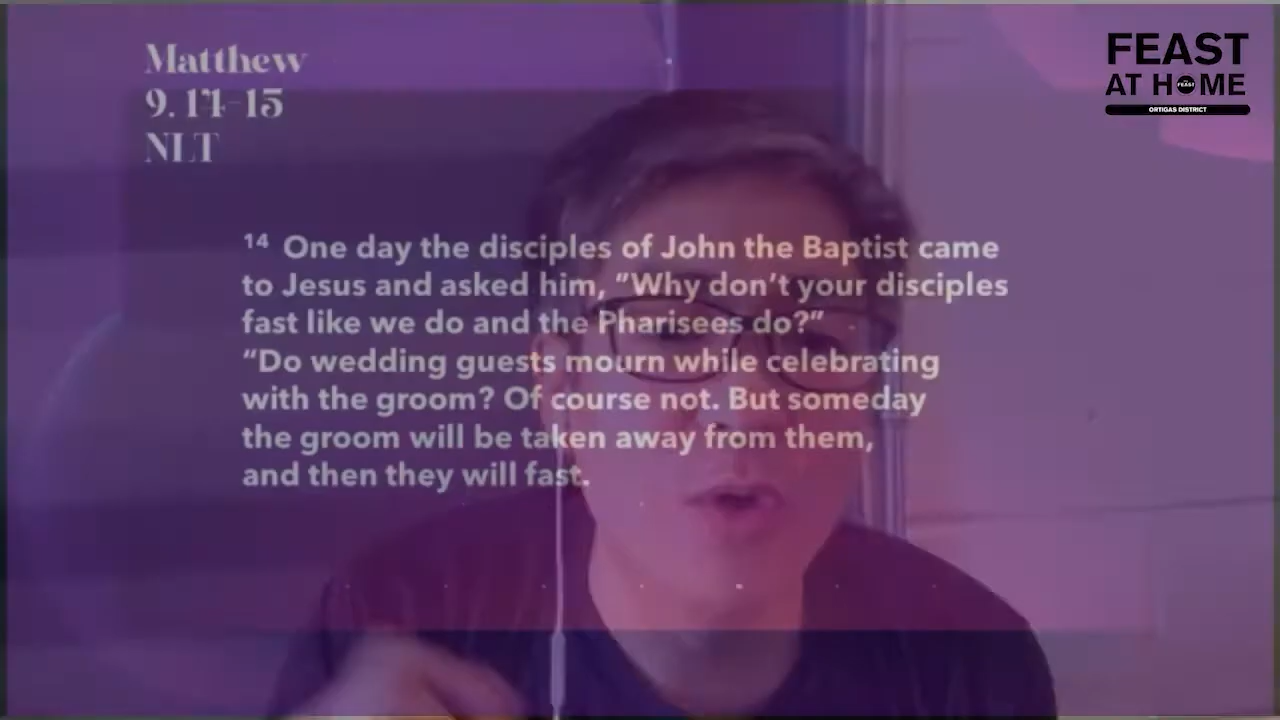 Matthew
9. 14-15
NLT
14 One day the disciples of John the Baptist came
to Jesus and asked him, “Why don’t your disciples
fast like we do and the Pharisees do?”
“Do wedding guests mourn while celebrating
with the groom? Of course not. But someday
the groom will be taken away from them,
and then they will fast.
FEAST
AT HOME
FEAST
ORTIGAS DISTRICT